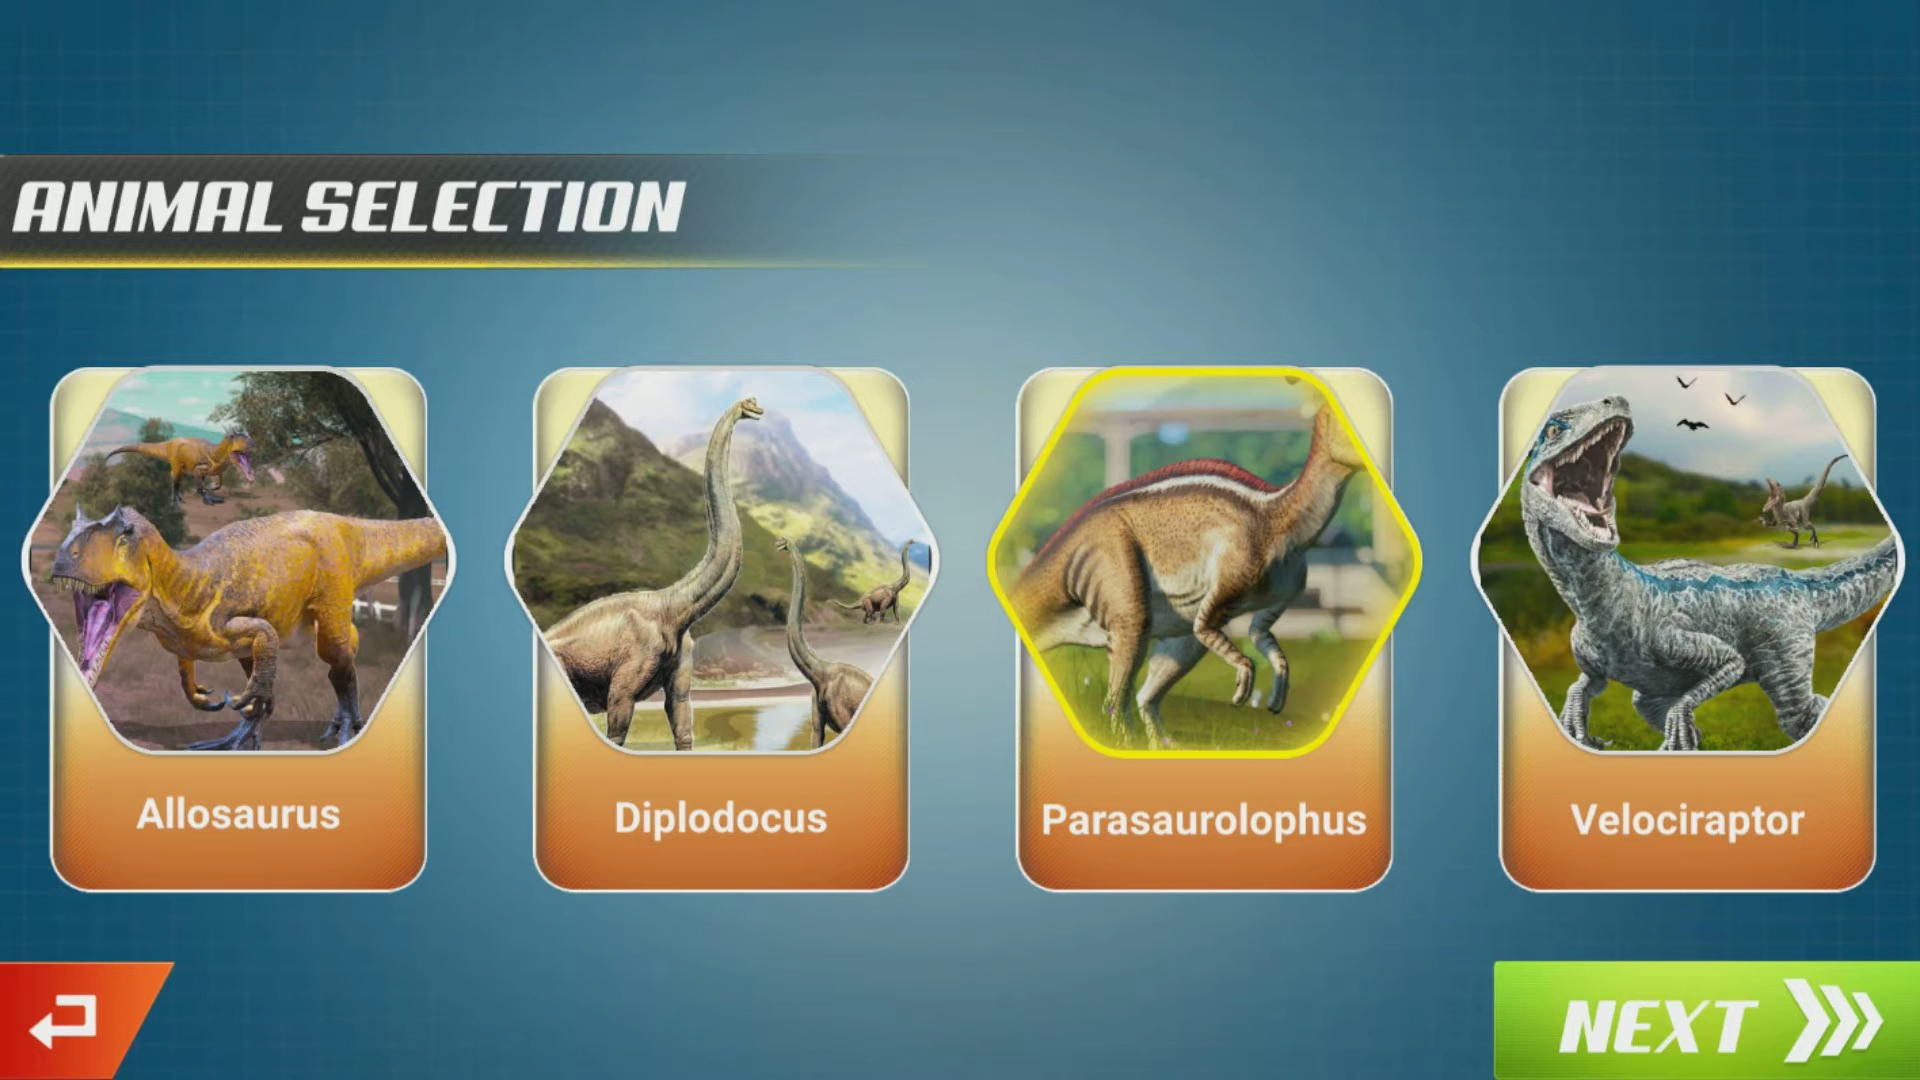 ANIMAL SELECTION
Allosaurus
Diplodocus
Parasaurolophus
Velociraptor
NEXT